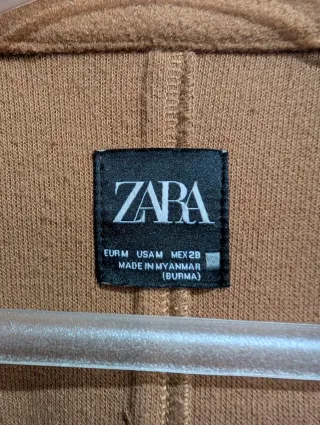 ZARA
EUR M USA M MEX 28
MADE IN MYANMAR
(BURMA)